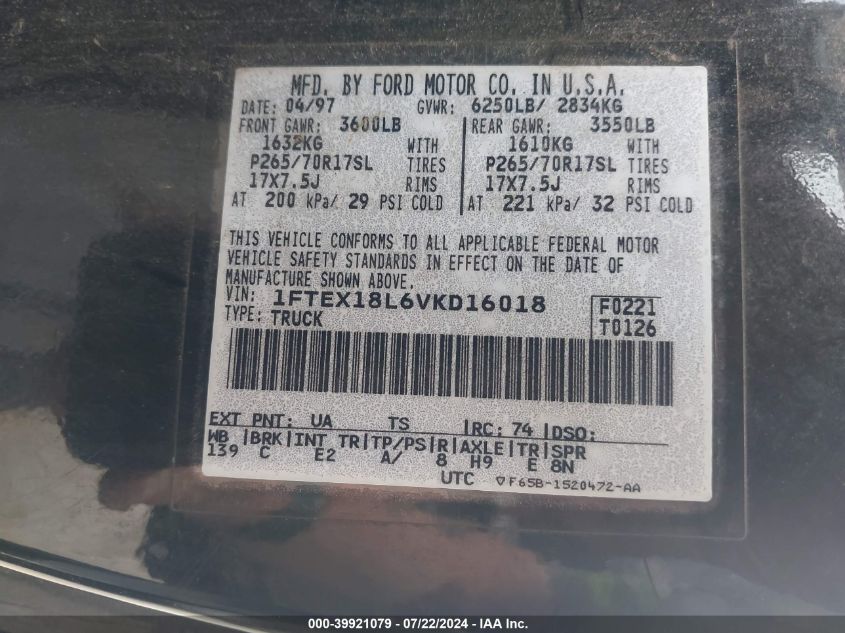 MFD. BY FORD MOTOR CO. IN U.S.A.
DATE: 04/97 GVWR: 6250LB/ 2834KG
FRONT GAWR: 3600LB REAR GAWR: 3550LB
1632KG WITH 1610KG WITH
P265/70R17SL TIRES P265/70R17SL TIRES
17X7.5J RIMS 17X7.5J RIMS
AT 200 kPa/ 29 PSI COLD AT 221 kPa/ 32 PSI COLD
THIS VEHICLE CONFORMS TO ALL APPLICABLE FEDERAL MOTOR
VEHICLE SAFETY STANDARDS IN EFFECT ON THE DATE OF
MANUFACTURE SHOWN ABOVE.
VIN: 1FTEX18L6VKD16018 F0221
TYPE: TRUCK T0126
EXT PNT: UA TS RC: 74 DSO:
WB BRK INT TR TP/PS R AXLE TR SPR
139 C E2 A/ 8 H9 E 8N
UTC ▽F65B-1520472-AA
000-39921079 - 07/22/2024 - IAA Inc.